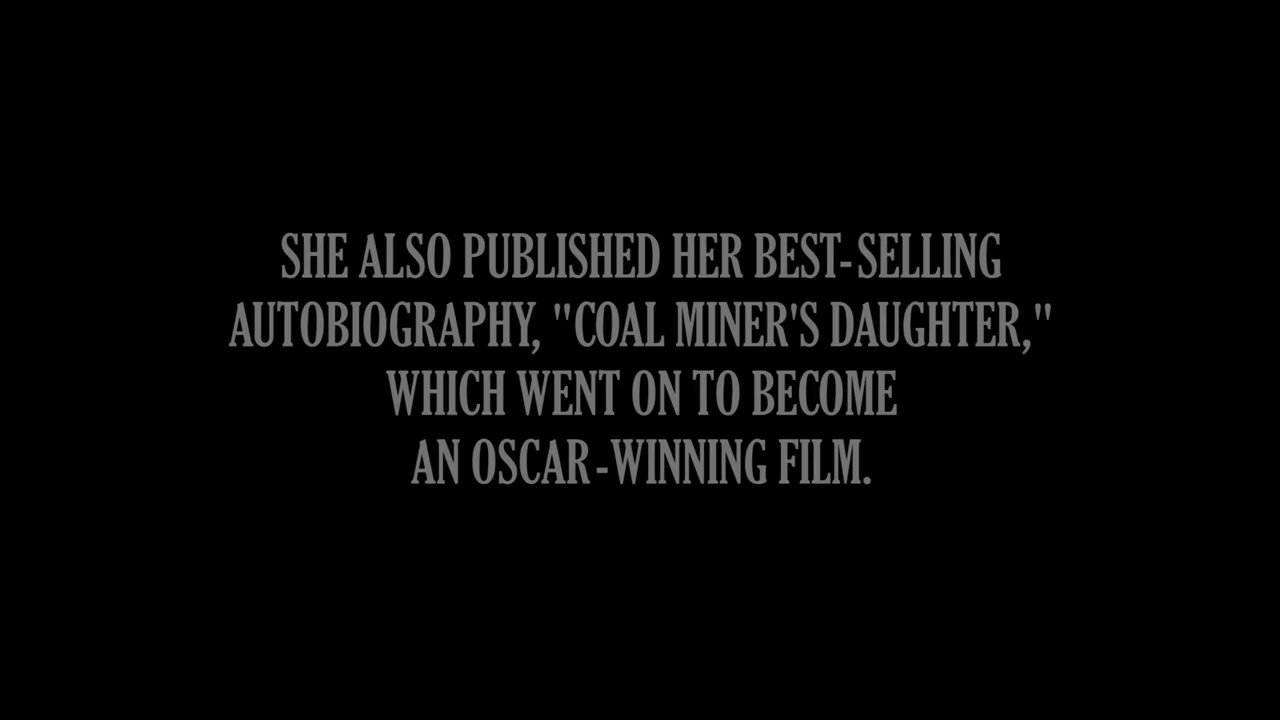 SHE ALSO PUBLISHED HER BEST-SELLING
AUTOBIOGRAPHY, "COAL MINER'S DAUGHTER,"
WHICH WENT ON TO BECOME
AN OSCAR-WINNING FILM.